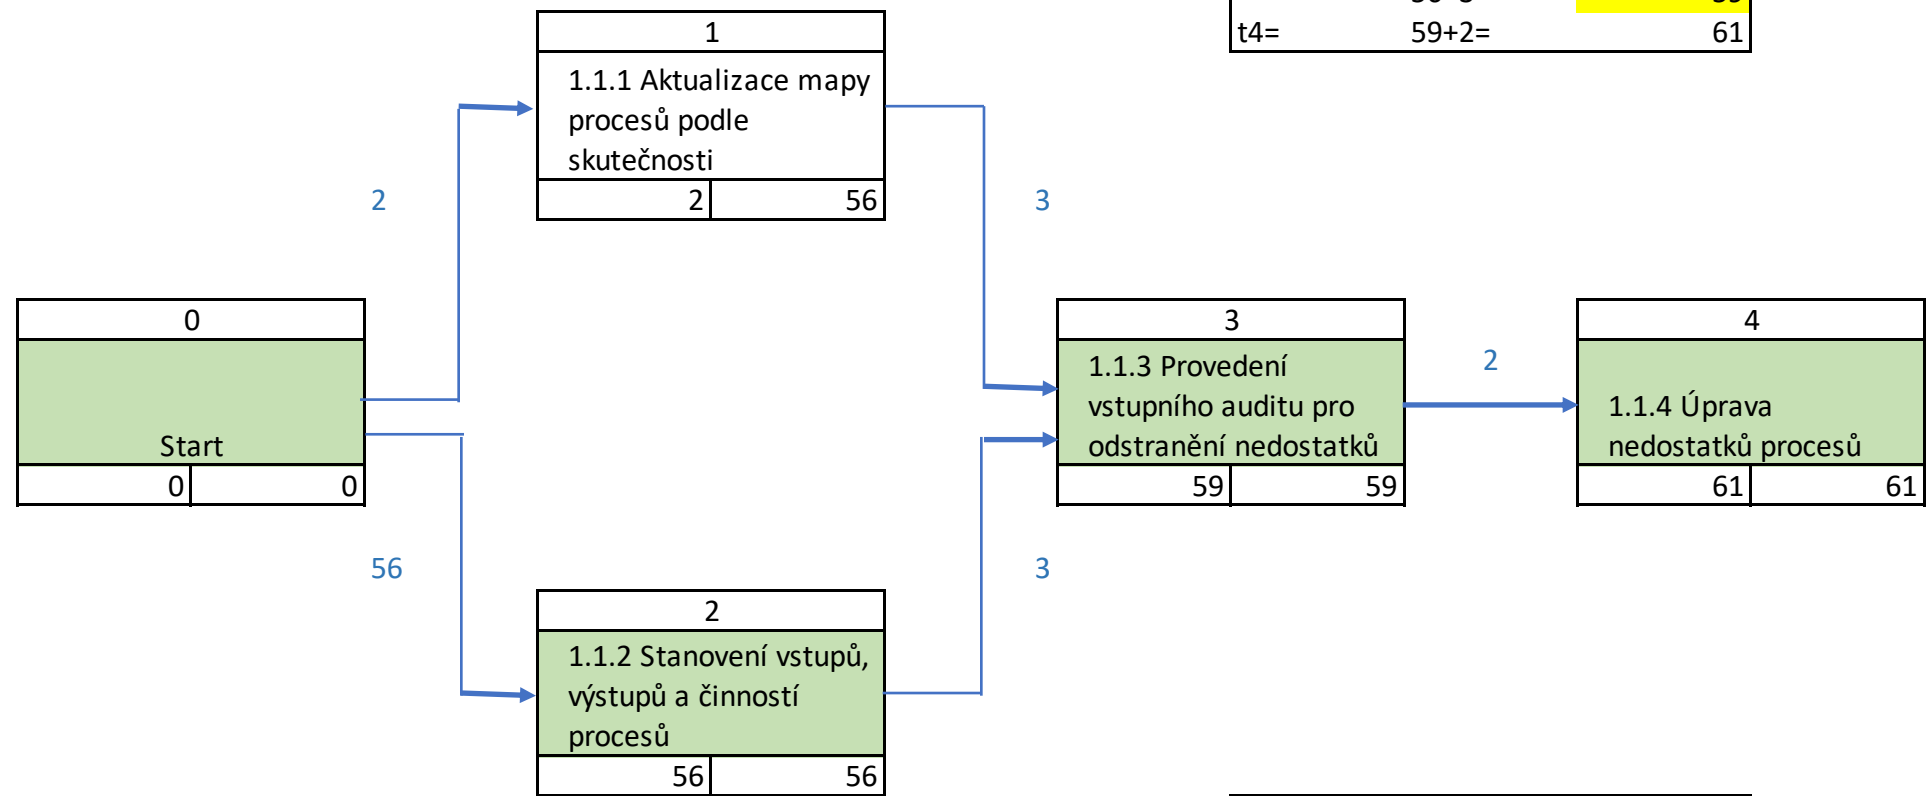 1
1.1.1 Aktualizace mapy
procesů podle
skutečnosti
2 56
t4= 59+2= 61
2
3
0
Start
0 0
3
1.1.3 Provedení
vstupního auditu pro
odstranění nedostatků
59 59
2
4
1.1.4 Úprava
nedostatků procesů
61 61
56
3
2
1.1.2 Stanovení vstupů,
výstupů a činností
procesů
56 56